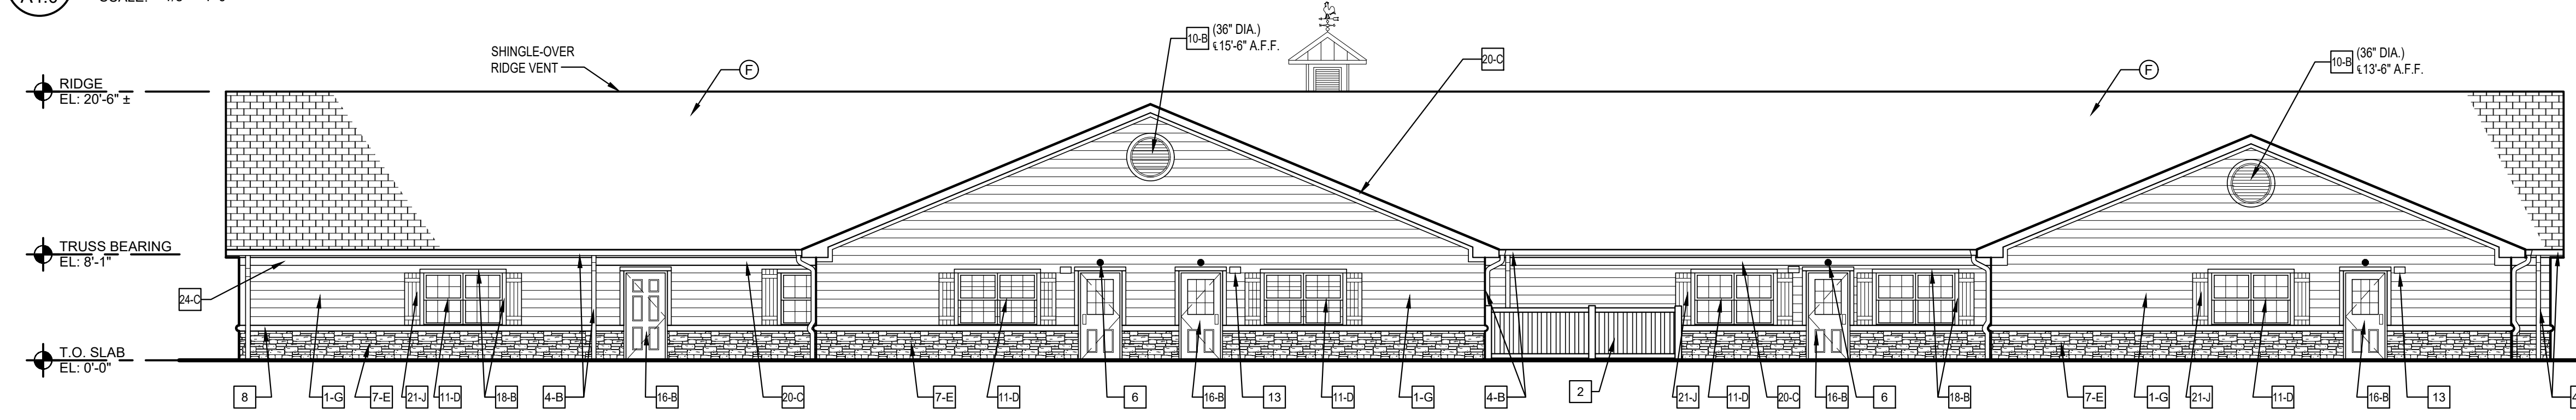 SHINGLE-OVER
RIDGE VENT
F
10-B
(36" DIA.)
℄15'-6" A.F.F.
20-C
F
10-B
(36" DIA.)
℄13'-6" A.F.F.
RIDGE
EL: 20'-6" ±
TRUSS BEARING
EL: 8'-1"
24-C
T.O. SLAB
EL: 0'-0"
8
1-G
7-E
21-J
11-D
18-B
4-B
16-B
20-C
7-E
11-D
6
16-B
13
11-D
1-G
4-B
2
21-J
11-D
20-C
16-B
6
18-B
7-E
1-G
21-J
11-D
16-B
13